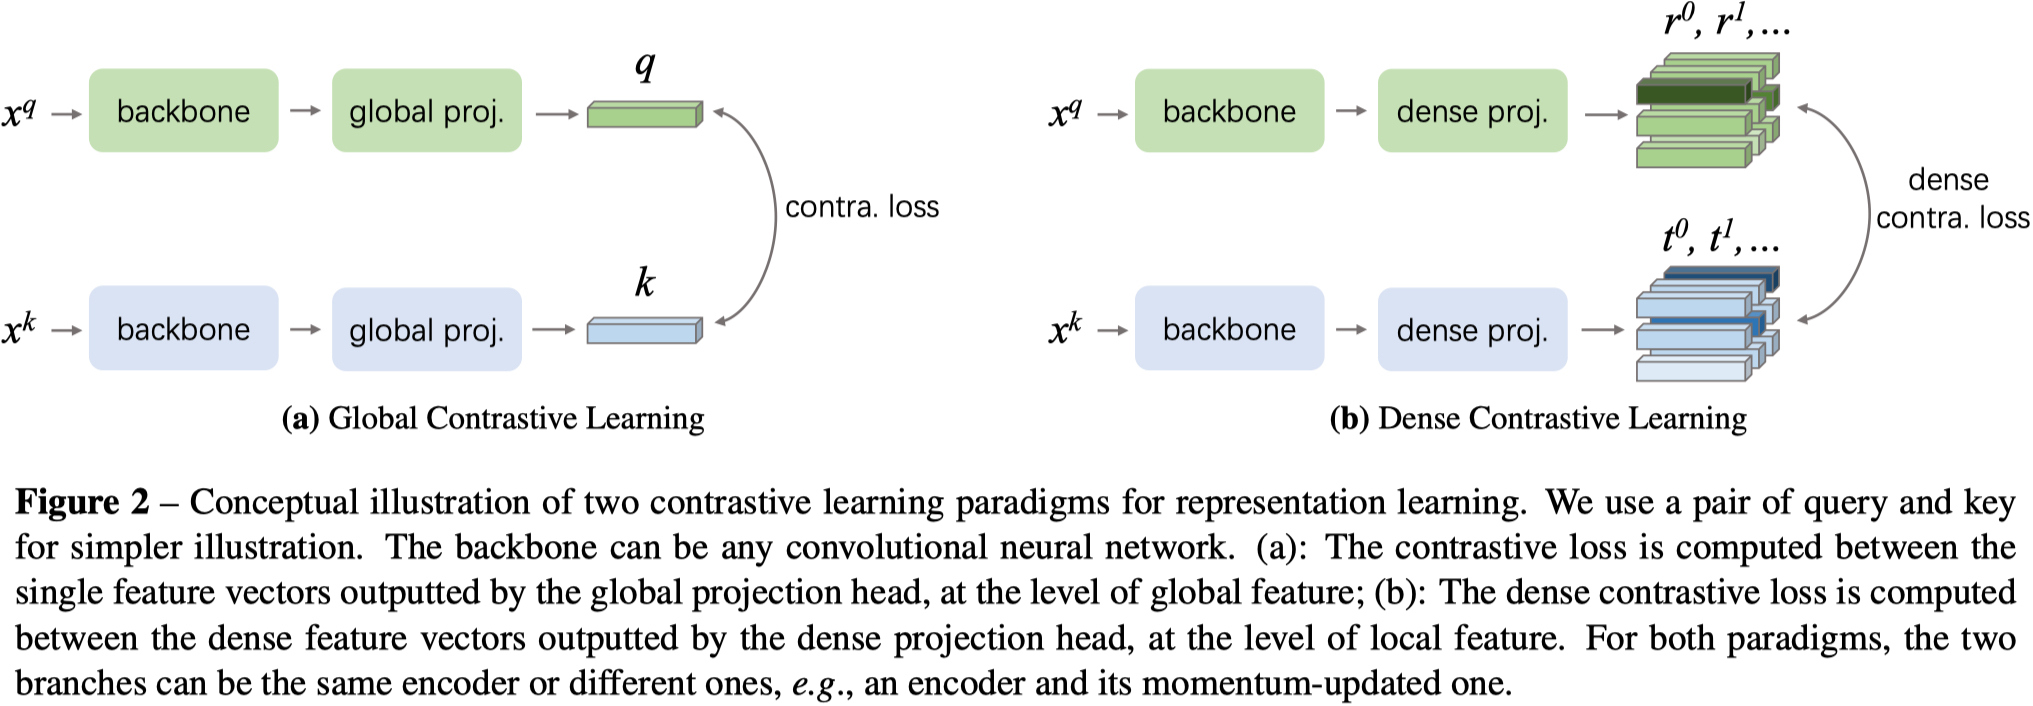 x^q backbone global proj. q
contra. loss
x^k backbone global proj. k
(a) Global Contrastive Learning
x^q backbone dense proj. r^0, r^1,...
dense
contra. loss
x^k backbone dense proj. t^0, t^1,...
(b) Dense Contrastive Learning
Figure 2 – Conceptual illustration of two contrastive learning paradigms for representation learning. We use a pair of query and key
for simpler illustration. The backbone can be any convolutional neural network. (a): The contrastive loss is computed between the
single feature vectors outputted by the global projection head, at the level of global feature; (b): The dense contrastive loss is computed
between the dense feature vectors outputted by the dense projection head, at the level of local feature. For both paradigms, the two
branches can be the same encoder or different ones, e.g., an encoder and its momentum-updated one.